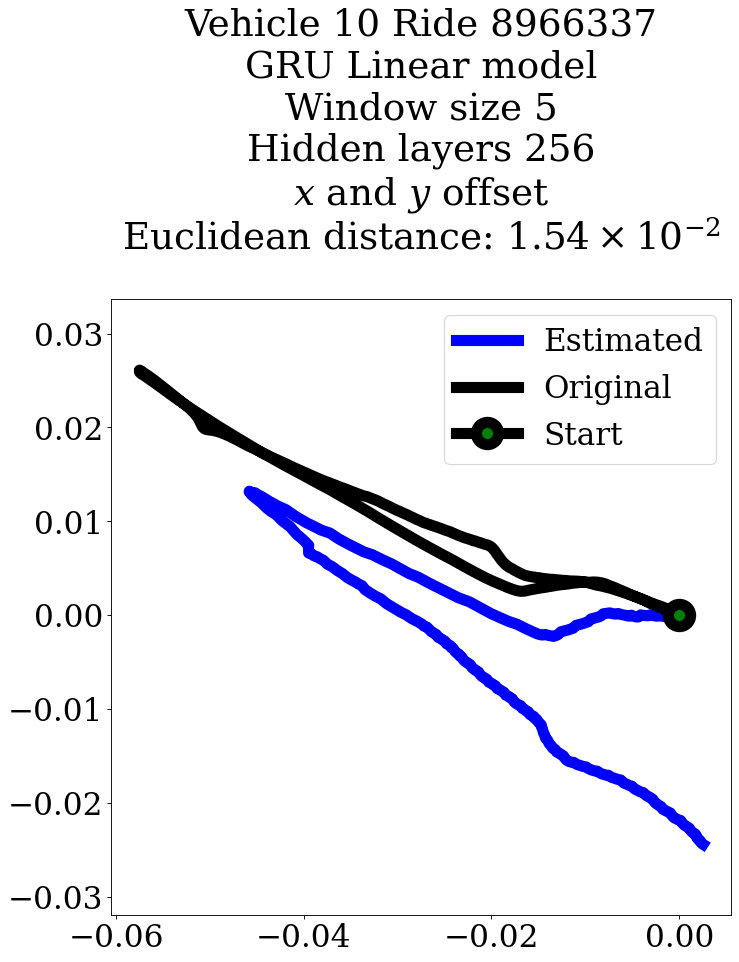 Vehicle 10 Ride 8966337
GRU Linear model
Window size 5
Hidden layers 256
x and y offset
Euclidean distance: 1.54 × 10⁻²
Estimated
Original
Start
0.03
0.02
0.01
0.00
−0.01
−0.02
−0.03
−0.06
−0.04
−0.02
0.00